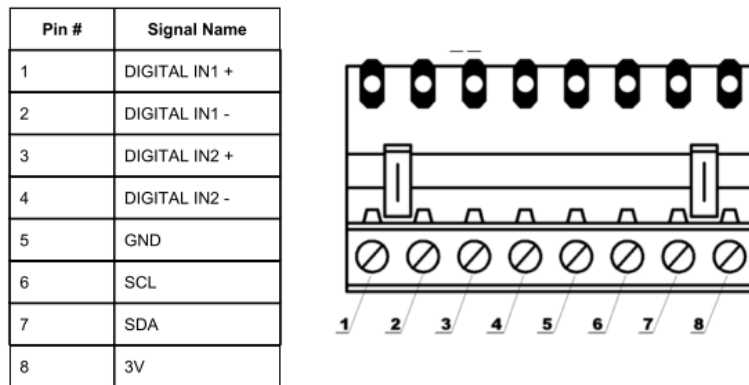 Pin # Signal Name
1 DIGITAL IN1 +
2 DIGITAL IN1 -
3 DIGITAL IN2 +
4 DIGITAL IN2 -
5 GND
6 SCL
7 SDA
8 3V
1 2 3 4 5 6 7 8